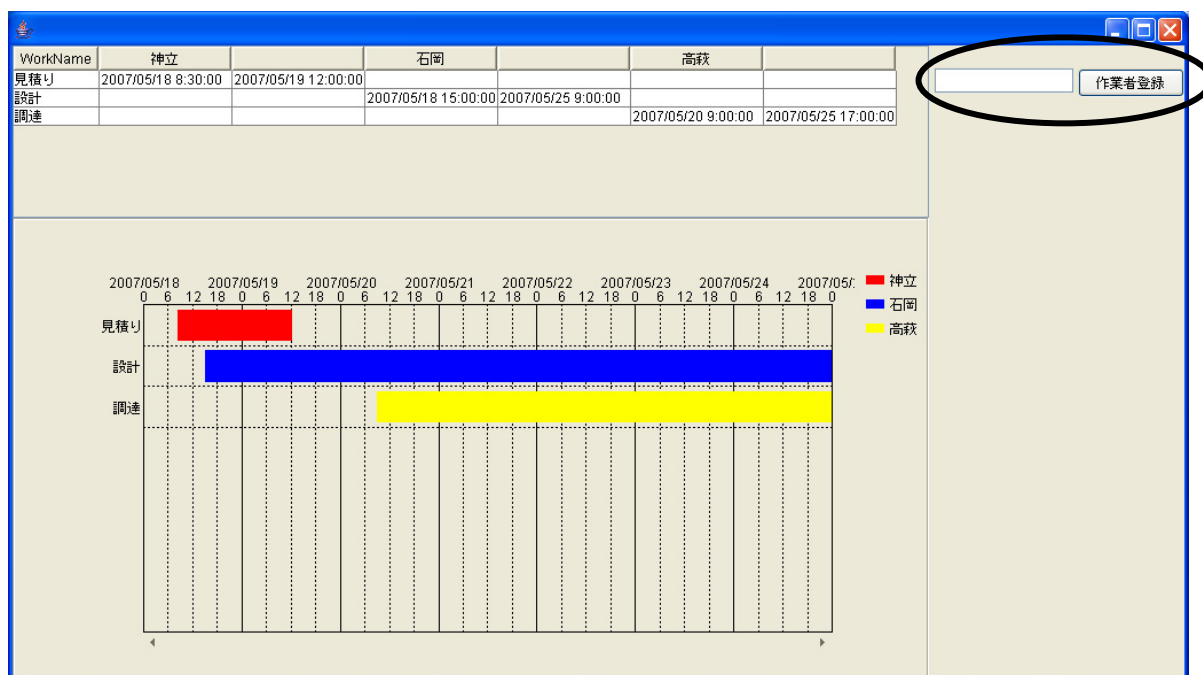 WorkName 神立 石岡 高萩
見積り 2007/05/18 8:30:00 2007/05/19 12:00:00
設計 2007/05/18 15:00:00 2007/05/25 9:00:00
調達 2007/05/20 9:00:00 2007/05/25 17:00:00
作業者登録
2007/05/18 2007/05/19 2007/05/20 2007/05/21 2007/05/22 2007/05/23 2007/05/24 2007/05/
0 6 12 18 0 6 12 18 0 6 12 18 0 6 12 18 0 6 12 18 0 6 12 18 0 6 12 18 0
神立
石岡
高萩
見積り
設計
調達